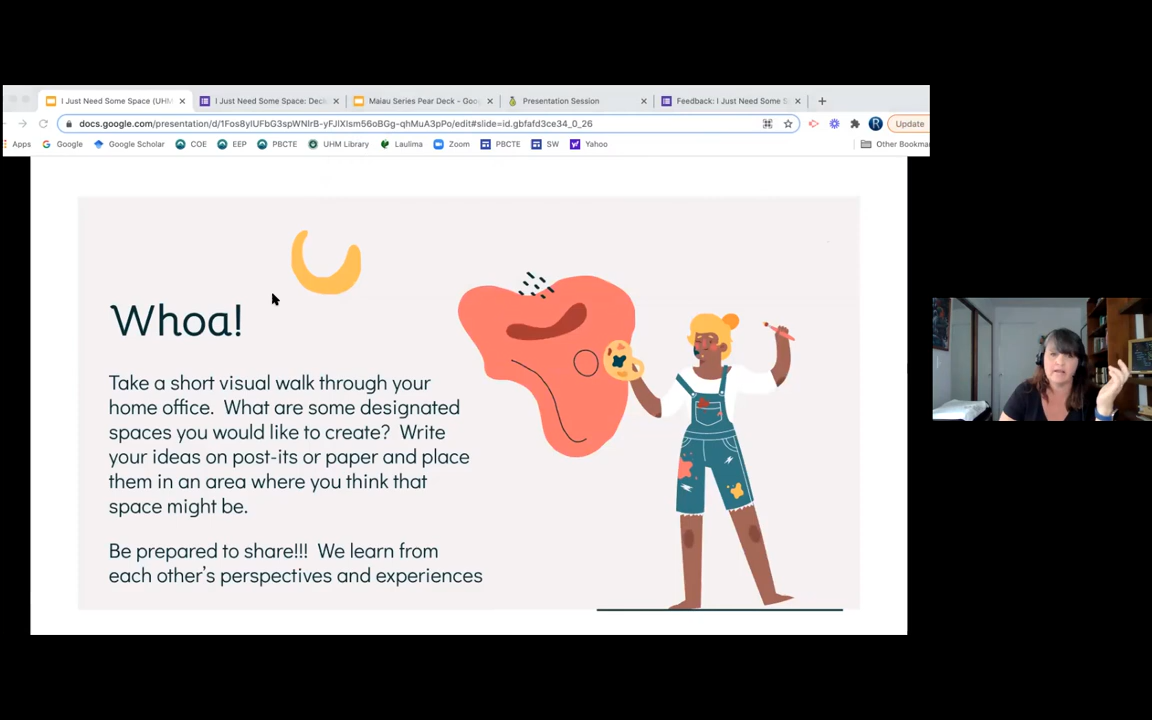 I Just Need Some Space (UHM
I Just Need Some Space: Deck
Maiau Series Pear Deck - Goo
Presentation Session
Feedback: I Just Need Some S
docs.google.com/presentation/d/1Fos8ylUFbG3spWNlrB-yFJlXIsm56oBGg-qhMuA3pPo/edit#slide=id.gbfafd3ce34_0_26
R
Update
Apps
Google
Google Scholar
COE
EEP
PBCTE
UHM Library
Laulima
Zoom
PBCTE
SW
Yahoo
Other Bookmar
Whoa!
Take a short visual walk through your
home office. What are some designated
spaces you would like to create? Write
your ideas on post-its or paper and place
them in an area where you think that
space might be.
Be prepared to share!!! We learn from
each other's perspectives and experiences